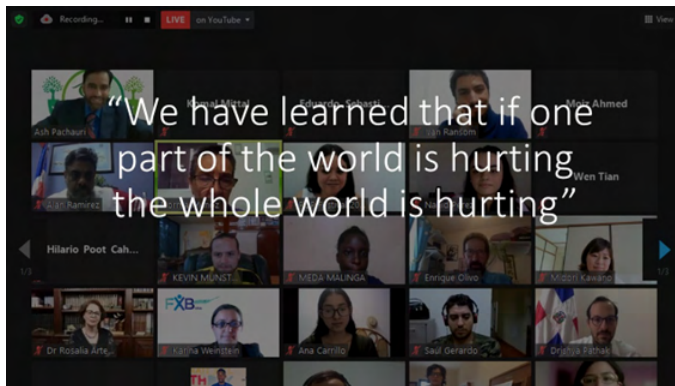 Recording...
LIVE on YouTube
View
“We have learned that if one
part of the world is hurting
the whole world is hurting”
Ash Pachauri
Komal Mittal
Eduardo Sebasti
Van Ransom
Moiz Ahmed
Alan Ramirez
Wen Tian
Hilario Poot Cah...
KEVIN MUNST...
MEDA MALINGA
Enrique Olivo
Midori Kawano
1/3
1/3
FXB
Dr Rosalia Arte...
Karina Weinstein
Ana Carrillo
Saúl Gerardo
Drishya Pathak
TH